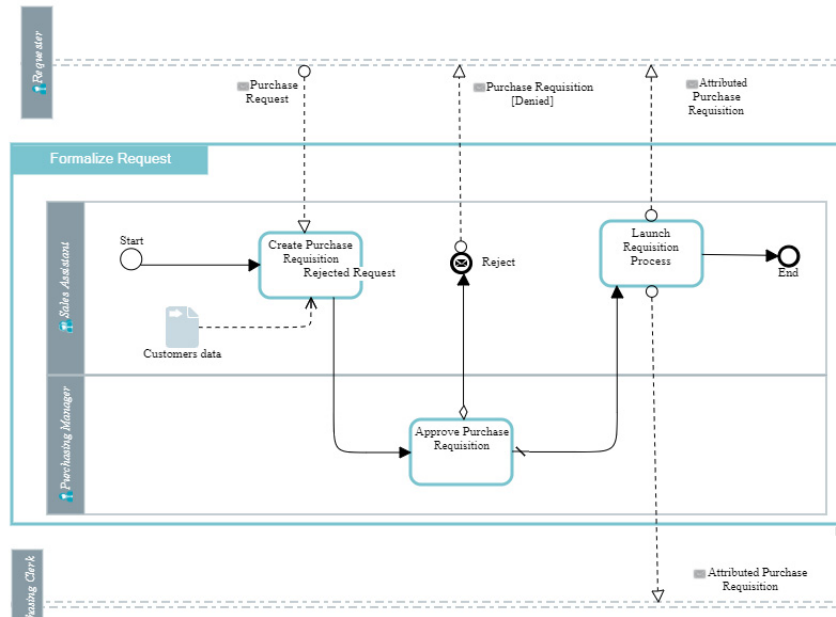 Requester
Purchase
Request
Purchase Requisition
[Denied]
Attributed
Purchase
Requisition
Formalize Request
Sales Assistant
Start
Create Purchase
Requisition
Rejected Request
Customers data
Reject
Launch
Requisition
Process
End
Purchasing Manager
Approve Purchase
Requisition
Clerk
Attributed Purchase
Requisition